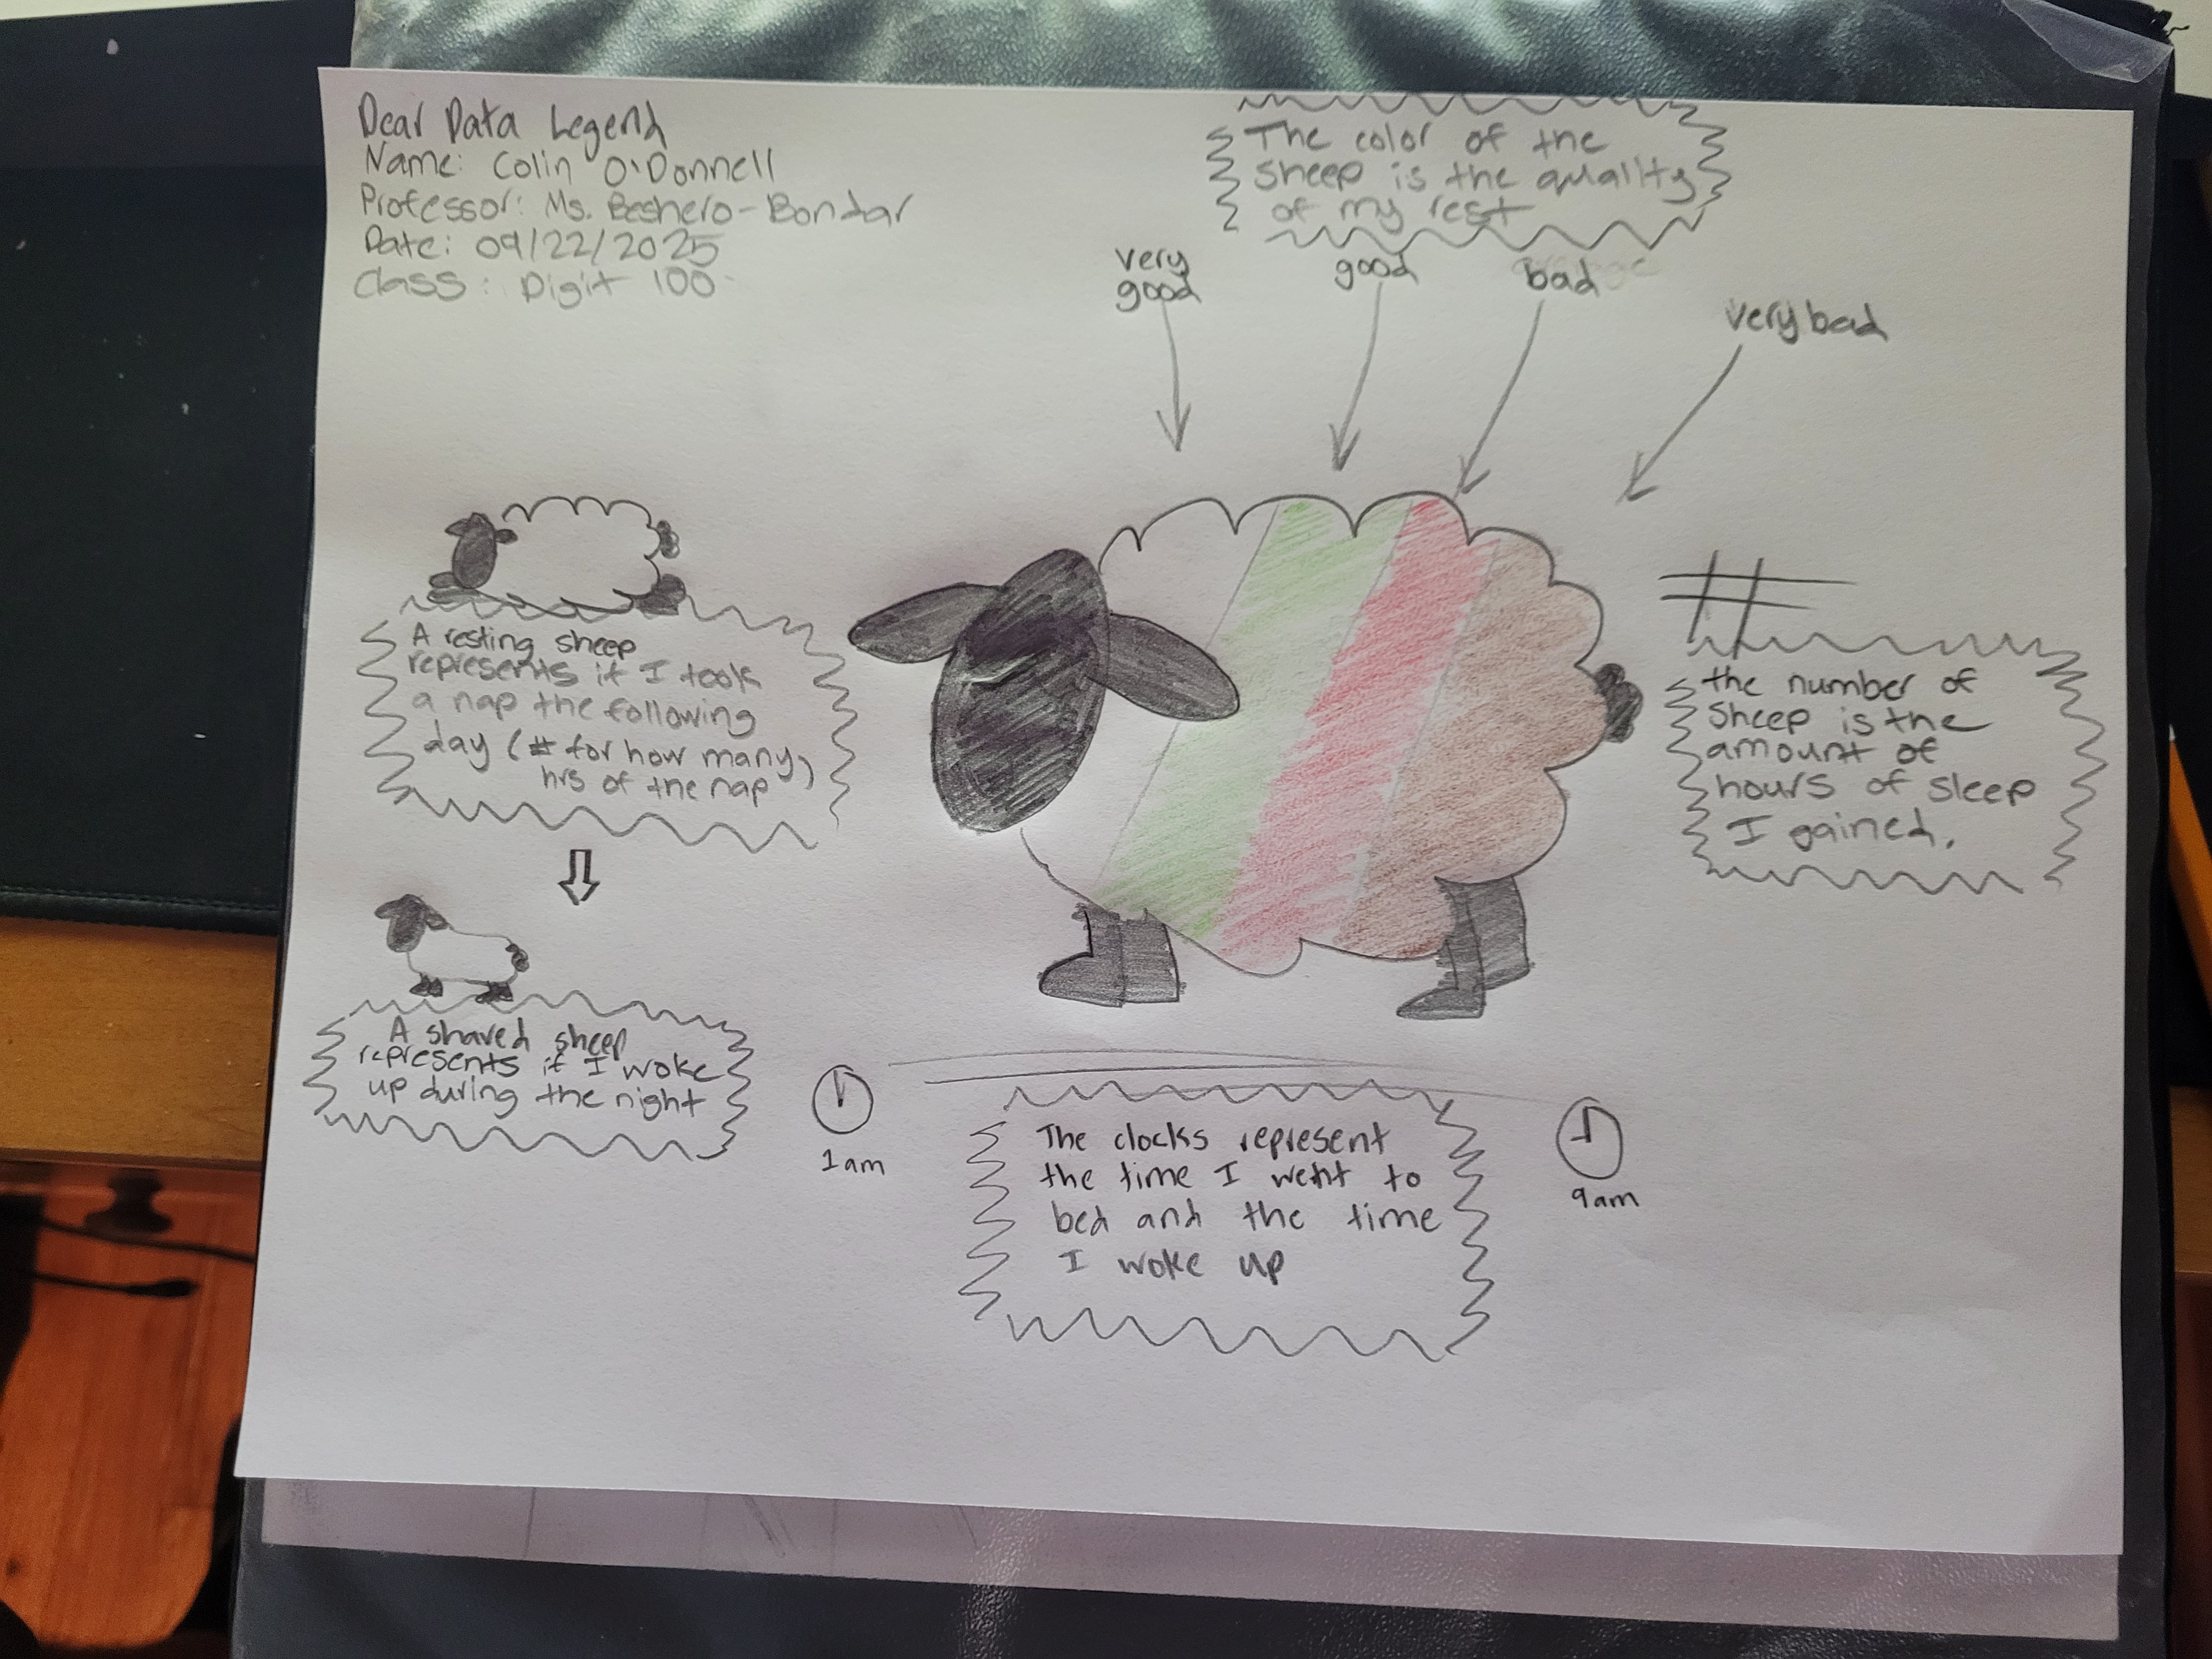 Dear Data Legend
Name: Colin O'Donnell
Professor: Ms. Beshero-Bondar
Date: 09/22/2025
Class: Digit 100
The color of the
sheep is the quality
of my rest
very
good
good
bad
very bad
A resting sheep
represents if I took
a nap the following
day (# for how many)
hrs of the nap
#
the number of
sheep is the
amount of
hours of sleep
I gained.
A shaved sheep
represents if I woke
up during the night
1am
The clocks represent
the time I went to
bed and the time
I woke up
9am